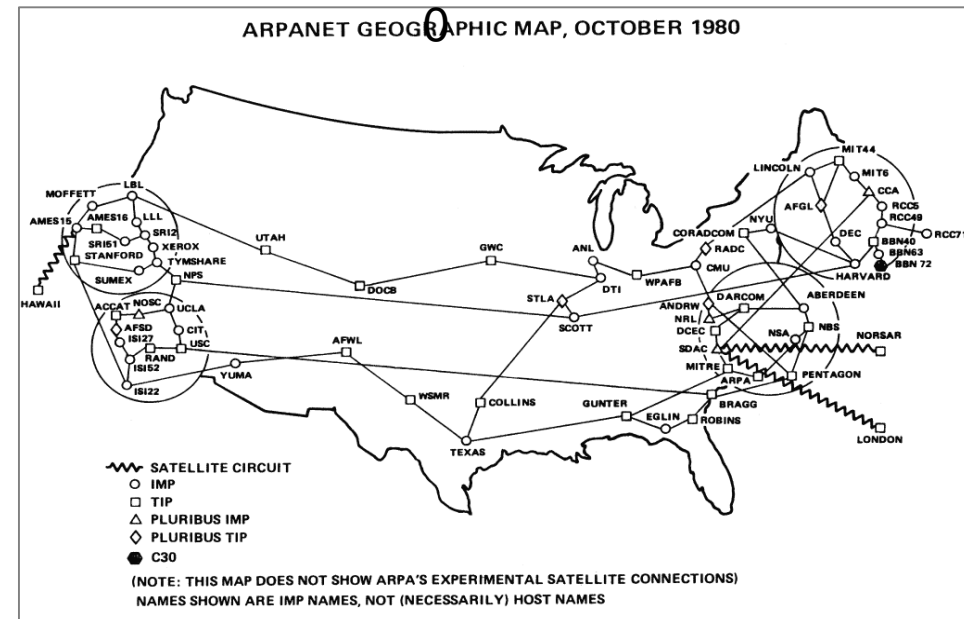 0
ARPANET GEOGRAPHIC MAP, OCTOBER 1980
MIT44
LINCOLN
MIT6
CCA
LBL
MOFFETT
AMES16
LLL
AFGL
RCC5
AMES15
SRI2
NYU
RCC49
SRI51
XEROX
UTAH
GWC
ANL
CORADCOM
RADC
DEC
RCC71
BBN40
STANFORD
TYMSHARE
BBN63
SUMEX
NPS
DOCB
DTI
WPAFB
CMU
HARVARD
BBN 72
HAWAII
STLA
ANDRW
DARCOM
ABERDEEN
ACCAT
NOSC
UCLA
SCOTT
NRL
AFSD
CIT
DCEC
NSA
NBS
NORSAR
ISI27
RAND
USC
AFWL
SDAC
ISI52
MITRE
ARPA
PENTAGON
ISI22
YUMA
WSMR
COLLINS
GUNTER
BRAGG
EGLIN
ROBINS
LONDON
TEXAS
SATELLITE CIRCUIT
IMP
TIP
PLURIBUS IMP
PLURIBUS TIP
C30
(NOTE: THIS MAP DOES NOT SHOW ARPA'S EXPERIMENTAL SATELLITE CONNECTIONS)
NAMES SHOWN ARE IMP NAMES, NOT (NECESSARILY) HOST NAMES